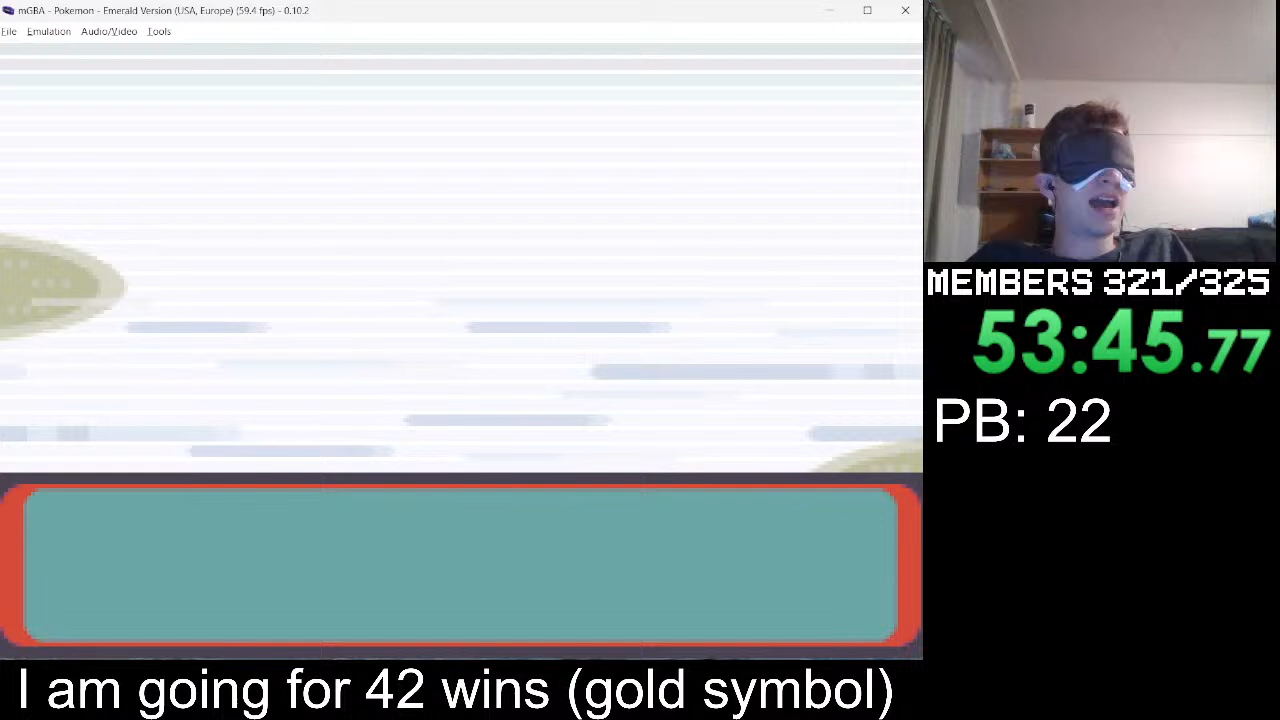 mGBA - Pokemon - Emerald Version (USA, Europe) (59.4 fps) - 0.10.2
File Emulation Audio/Video Tools
MEMBERS 321/325
53:45.77
PB: 22
I am going for 42 wins (gold symbol)